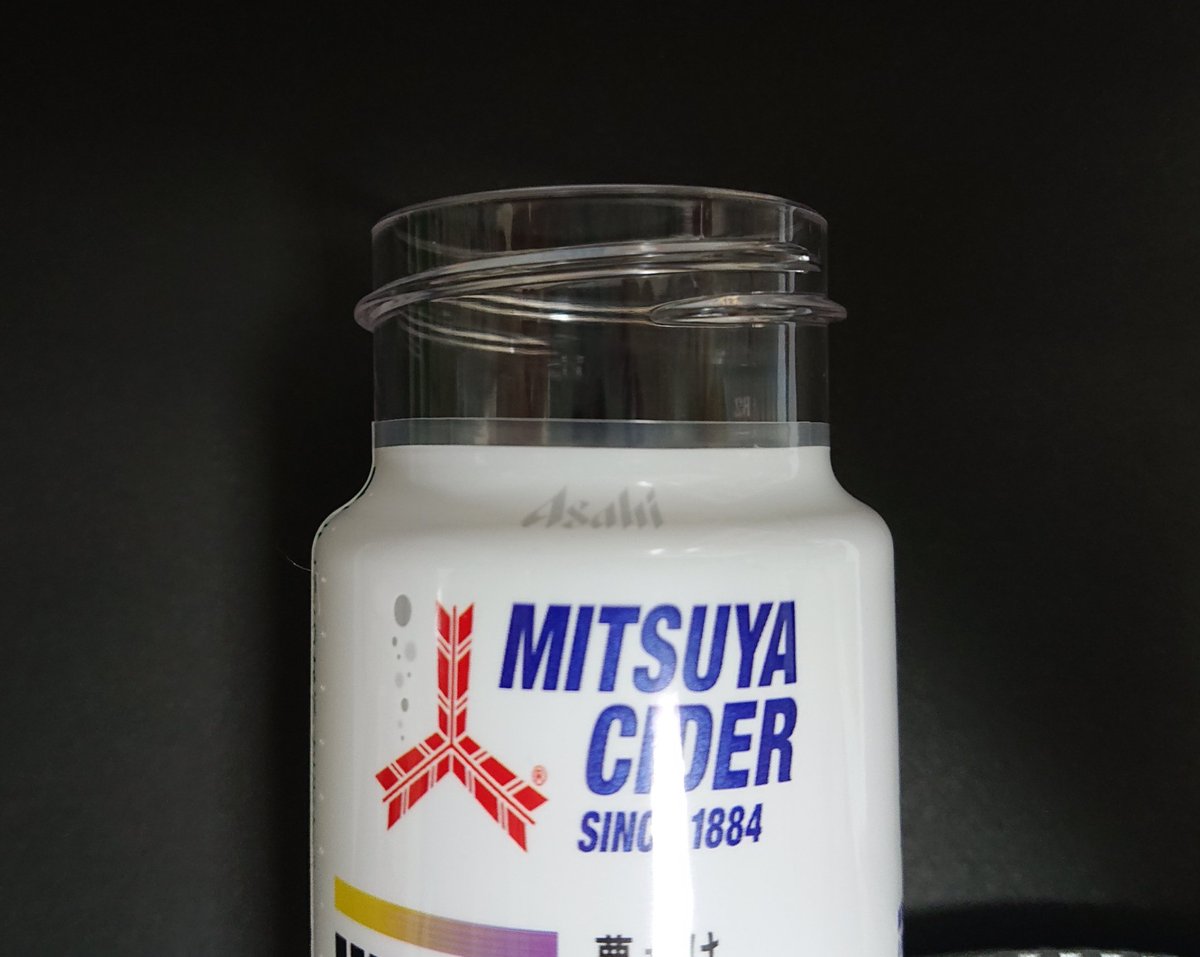 Asahi
MITSUYA
CIDER
SINCE 1884
®